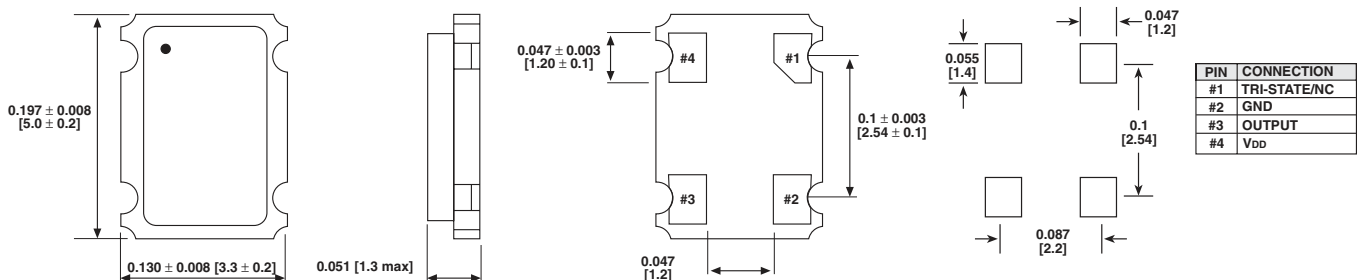 0.197 ± 0.008
[5.0 ± 0.2]
0.130 ± 0.008 [3.3 ± 0.2]
0.051 [1.3 max]
0.047 ± 0.003
[1.20 ± 0.1]
#4
#1
#3
#2
0.1 ± 0.003
[2.54 ± 0.1]
0.047
[1.2]
0.047
[1.2]
0.055
[1.4]
0.1
[2.54]
0.087
[2.2]
PIN CONNECTION
#1 TRI-STATE/NC
#2 GND
#3 OUTPUT
#4 VDD